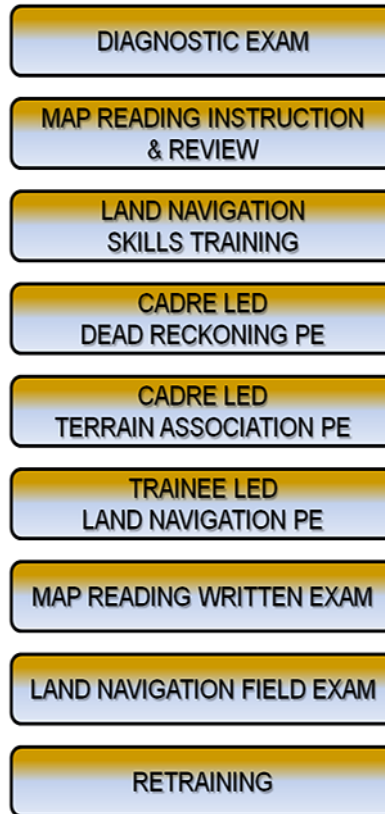 DIAGNOSTIC EXAM
MAP READING INSTRUCTION
& REVIEW
LAND NAVIGATION
SKILLS TRAINING
CADRE LED
DEAD RECKONING PE
CADRE LED
TERRAIN ASSOCIATION PE
TRAINEE LED
LAND NAVIGATION PE
MAP READING WRITTEN EXAM
LAND NAVIGATION FIELD EXAM
RETRAINING